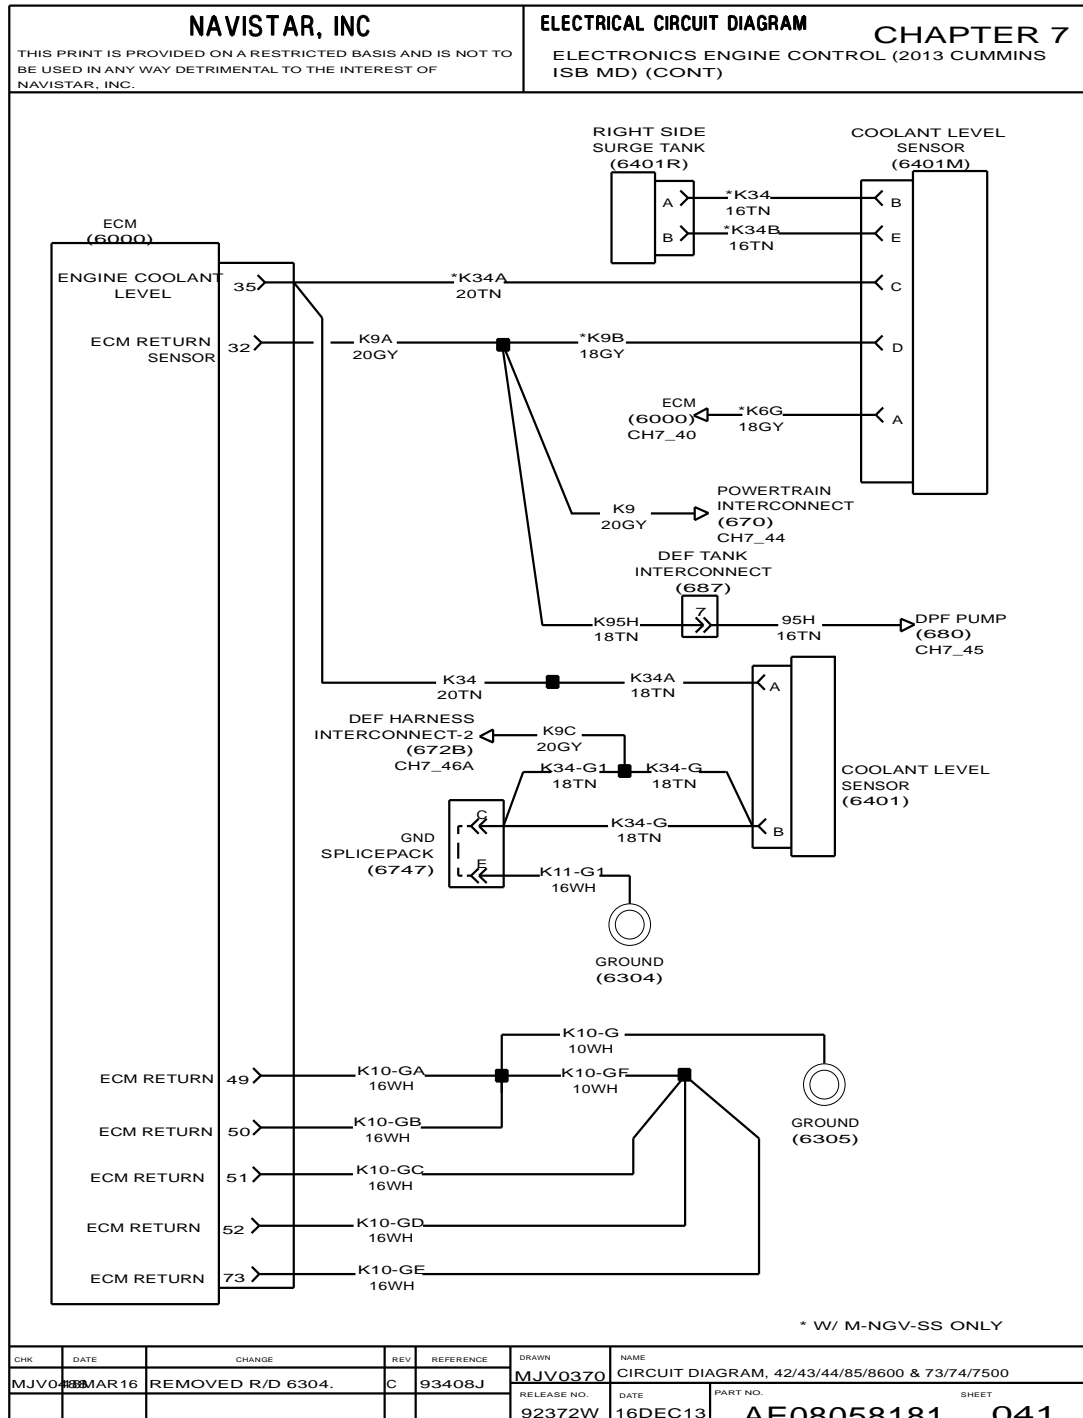 NAVISTAR, INC
THIS PRINT IS PROVIDED ON A RESTRICTED BASIS AND IS NOT TO
BE USED IN ANY WAY DETRIMENTAL TO THE INTEREST OF
NAVISTAR, INC.
ELECTRICAL CIRCUIT DIAGRAM
CHAPTER 7
ELECTRONICS ENGINE CONTROL (2013 CUMMINS
ISB MD) (CONT)
RIGHT SIDE
SURGE TANK
(6401R)
COOLANT LEVEL
SENSOR
(6401M)
A
*K34
16TN
B
B
*K34B
16TN
E
ECM
(6000)
ENGINE COOLANT
LEVEL
35
*K34A
20TN
C
ECM RETURN
SENSOR
32
K9A
20GY
*K9B
18GY
D
ECM
(6000)
CH7_40
*K6G
18GY
A
K9
20GY
POWERTRAIN
INTERCONNECT
(670)
CH7_44
DEF TANK
INTERCONNECT
(687)
7
K95H
18TN
95H
16TN
DPF PUMP
(680)
CH7_45
K34
20TN
K34A
18TN
A
DEF HARNESS
INTERCONNECT-2
(672B)
CH7_46A
K9C
20GY
K34-G1
18TN
K34-G
18TN
COOLANT LEVEL
SENSOR
(6401)
C
K34-G
18TN
B
GND
SPLICEPACK
(6747)
E
K11-G1
16WH
GROUND
(6304)
K10-G
10WH
ECM RETURN
49
K10-GA
16WH
K10-GF
10WH
GROUND
(6305)
ECM RETURN
50
K10-GB
16WH
ECM RETURN
51
K10-GC
16WH
ECM RETURN
52
K10-GD
16WH
ECM RETURN
73
K10-GE
16WH
* W/ M-NGV-SS ONLY
CHK DATE CHANGE REV REFERENCE
MAR16 REMOVED R/D 6304. C 93408J
DRAWN
MJV0370
NAME
CIRCUIT DIAGRAM, 42/43/44/85/8600 & 73/74/7500
RELEASE NO.
92372W
DATE
16DEC13
PART NO.
AE08058181
SHEET
041